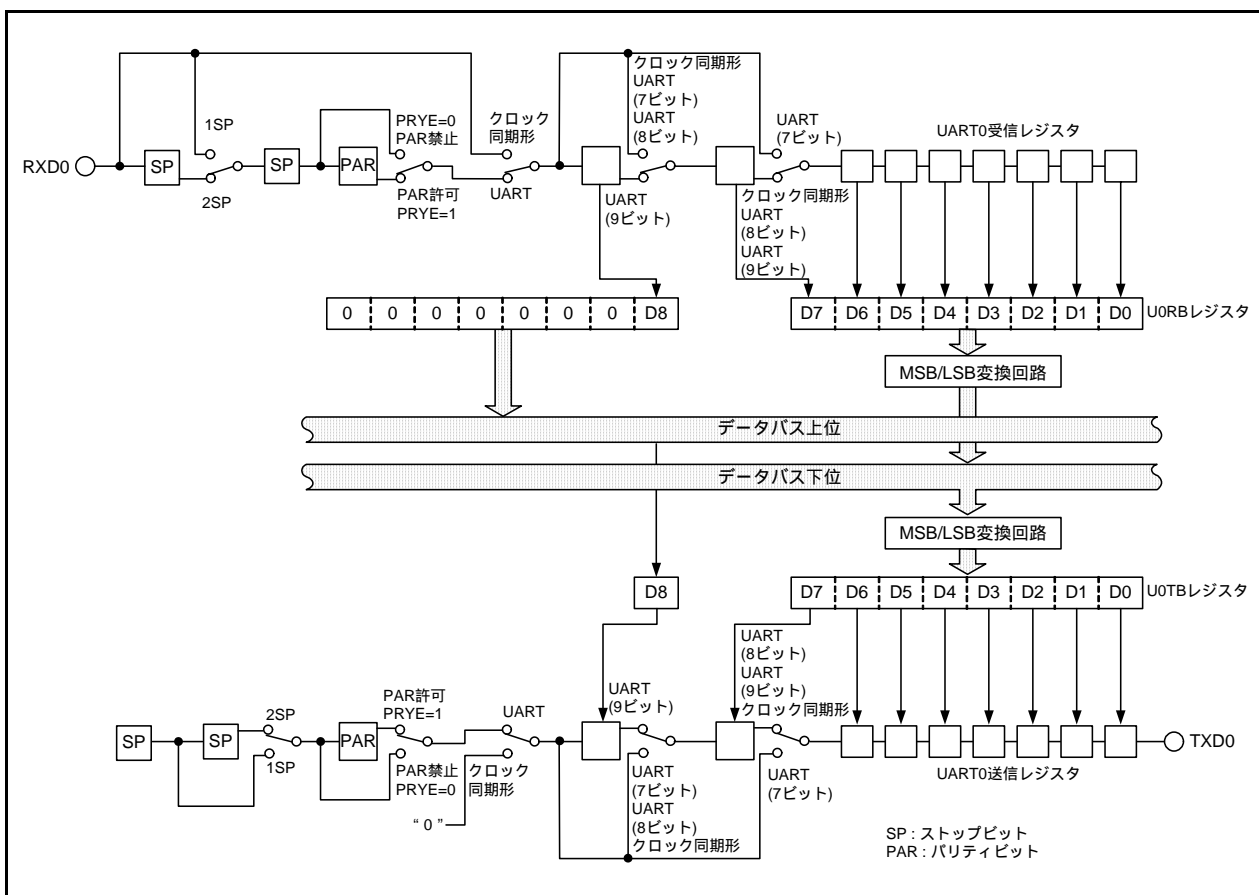 クロック同期形
UART
(7ビット)
UART
(8ビット)
1SP
PRYE=0
PAR禁止
クロック
同期形
UART
(7ビット)
UART0受信レジスタ
RXD0
SP
SP
PAR
2SP
PAR許可
PRYE=1
UART
UART
(9ビット)
クロック同期形
UART
(8ビット)
UART
(9ビット)
0 0 0 0 0 0 0 D8
D7 D6 D5 D4 D3 D2 D1 D0
U0RBレジスタ
MSB/LSB変換回路
データバス上位
データバス下位
MSB/LSB変換回路
D8
D7 D6 D5 D4 D3 D2 D1 D0
U0TBレジスタ
UART
(8ビット)
UART
(9ビット)
クロック同期形
UART
(9ビット)
PAR許可
PRYE=1
UART
2SP
SP
SP
PAR
TXD0
1SP
PAR禁止
PRYE=0
クロック
同期形
“ 0 ”
UART
(7ビット)
UART
(8ビット)
クロック同期形
UART
(7ビット)
UART0送信レジスタ
SP : ストップビット
PAR : パリティビット